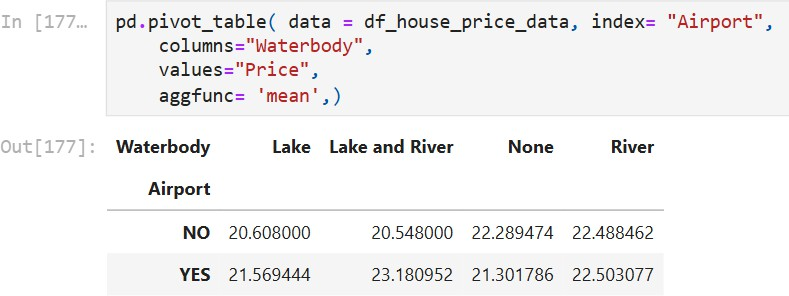 In [177... pd.pivot_table( data = df_house_price_data, index= "Airport",
columns="Waterbody",
values="Price",
aggfunc= 'mean',)
Out[177]: Waterbody Lake Lake and River None River
Airport
NO 20.608000 20.548000 22.289474 22.488462
YES 21.569444 23.180952 21.301786 22.503077